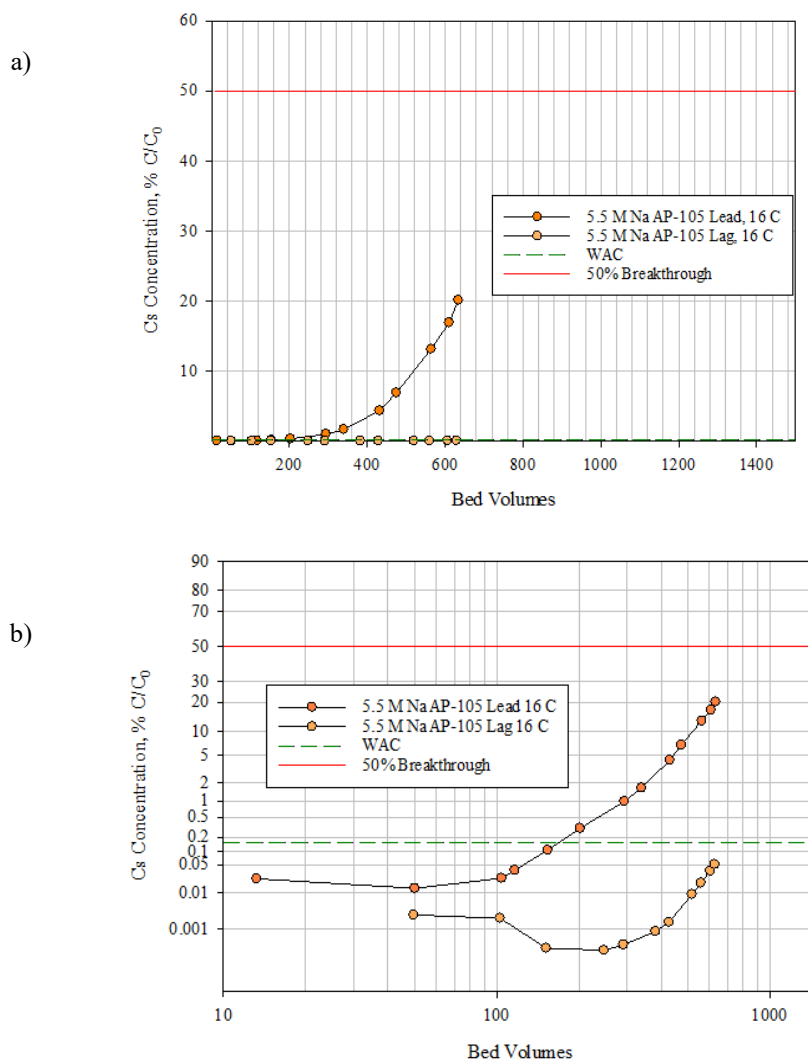 a)
Cs Concentration, % C/C0
60
50
40
30
20
10
5.5 M Na AP-105 Lead, 16 C
5.5 M Na AP-105 Lag, 16 C
WAC
50% Breakthrough
200 400 600 800 1000 1200 1400
Bed Volumes
b)
Cs Concentration, % C/C0
90
80
70
50
30
20
10
5
2
1
0.5
0.2
0.1
0.05
0.01
0.001
5.5 M Na AP-105 Lead 16 C
5.5 M Na AP-105 Lag 16 C
WAC
50% Breakthrough
10 100 1000
Bed Volumes